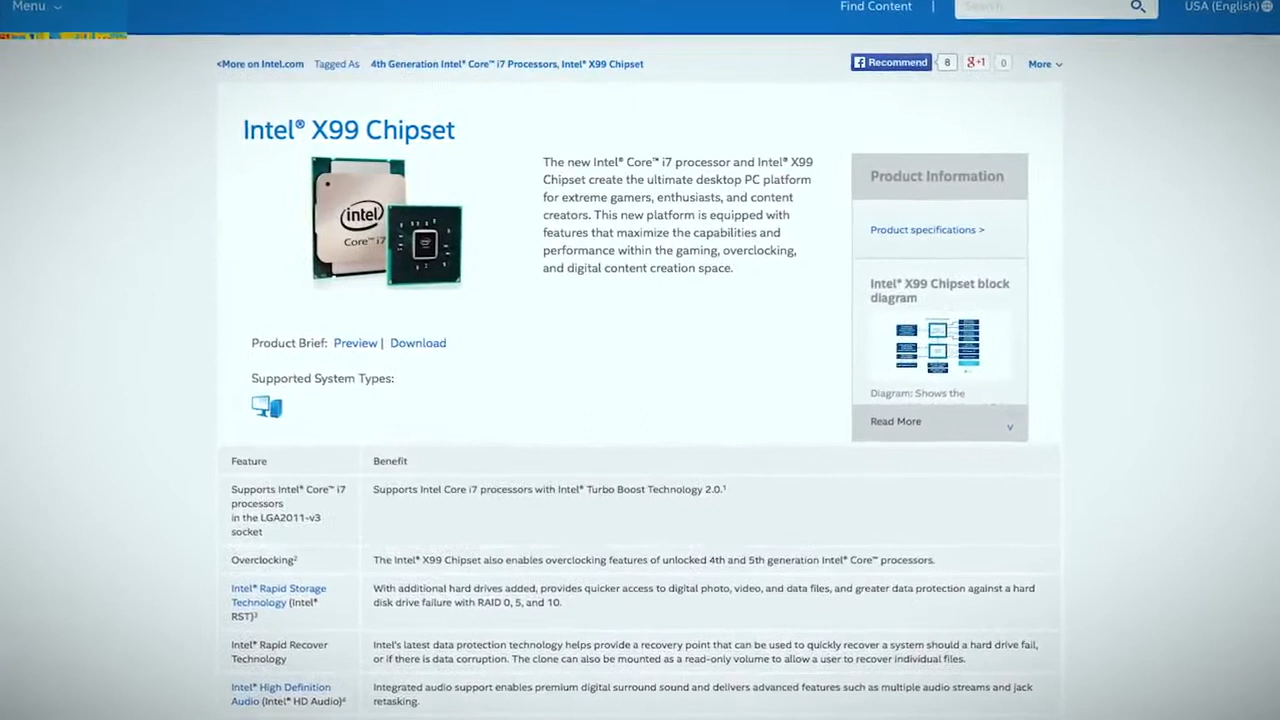 Menu
Find Content | Search USA (English)
<More on Intel.com Tagged As 4th Generation Intel® Core™ i7 Processors, Intel® X99 Chipset
Recommend 8 g+1 0 More
Intel® X99 Chipset
intel
Core™ i7
The new Intel® Core™ i7 processor and Intel® X99
Chipset create the ultimate desktop PC platform
for extreme gamers, enthusiasts, and content
creators. This new platform is equipped with
features that maximize the capabilities and
performance within the gaming, overclocking,
and digital content creation space.
Product Brief: Preview | Download
Supported System Types:
Product Information
Product specifications >
Intel® X99 Chipset block
diagram
Diagram: Shows the
Read More
Feature Benefit
Supports Intel® Core™ i7
processors
in the LGA2011-v3
socket
Supports Intel Core i7 processors with Intel® Turbo Boost Technology 2.0.¹
Overclocking² The Intel® X99 Chipset also enables overclocking features of unlocked 4th and 5th generation Intel® Core™ processors.
Intel® Rapid Storage
Technology (Intel®
RST)³
With additional hard drives added, provides quicker access to digital photo, video, and data files, and greater data protection against a hard
disk drive failure with RAID 0, 5, and 10.
Intel® Rapid Recover
Technology
Intel's latest data protection technology helps provide a recovery point that can be used to quickly recover a system should a hard drive fail,
or if there is data corruption. The clone can also be mounted as a read-only volume to allow a user to recover individual files.
Intel® High Definition
Audio (Intel® HD Audio)⁴
Integrated audio support enables premium digital surround sound and delivers advanced features such as multiple audio streams and jack
retasking.